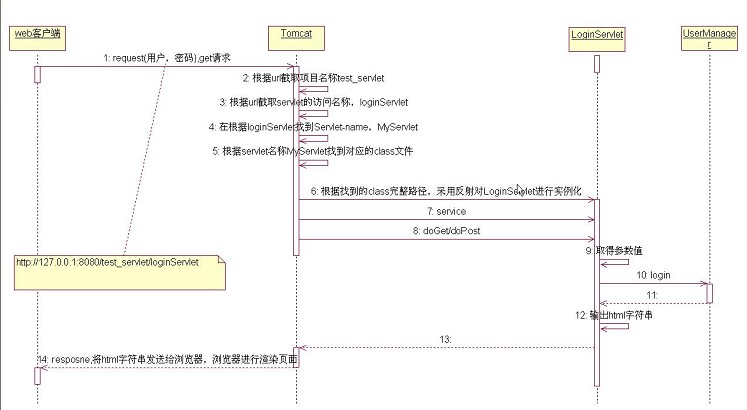 web客户端
Tomcat
LoginServlet
UserManage
r
1: request(用户，密码),get请求
2: 根据url截取项目名称test_servlet
3: 根据url截取servlet的访问名称，loginServlet
4: 在根据loginServlet找到Servlet-name，MyServlet
5: 根据servlet名称MyServlet找到对应的class文件
6: 根据找到的class完整路径，采用反射对LoginServlet进行实例化
7: service
8: doGet/doPost
9: 取得参数值
http://127.0.0.1:8080/test_servlet/loginServlet
10: login
11:
12: 输出html字符串
13:
14: resposne,将html字符串发送给浏览器，浏览器进行渲染页面